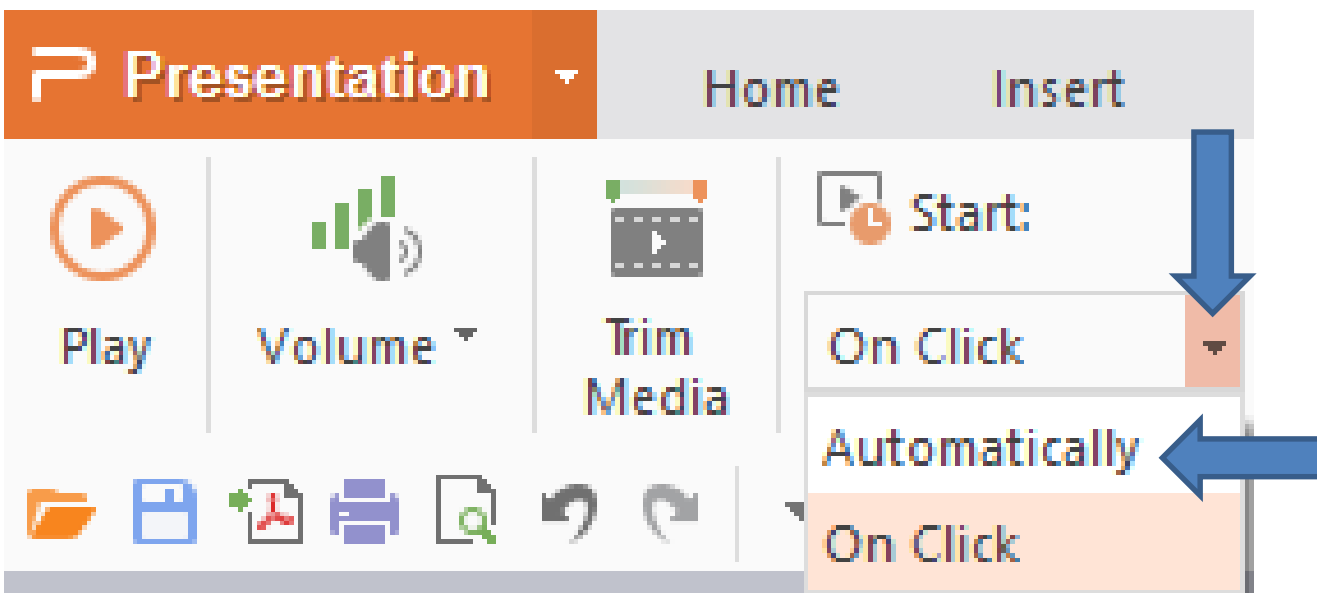 Presentation
Home Insert
Start:
Play Volume Trim
Media
On Click
Automatically
On Click